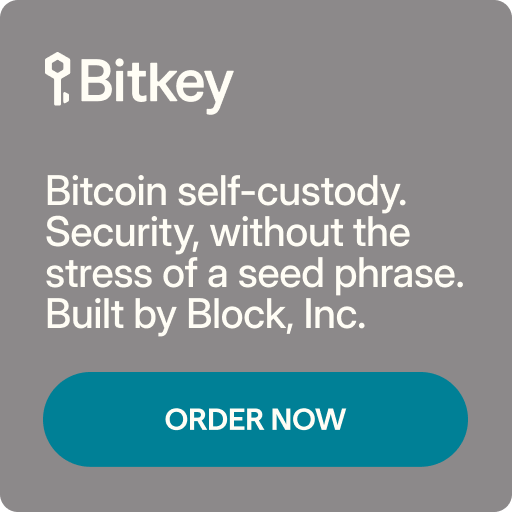 Bitkey
Bitcoin self-custody.
Security, without the
stress of a seed phrase.
Built by Block, Inc.
ORDER NOW